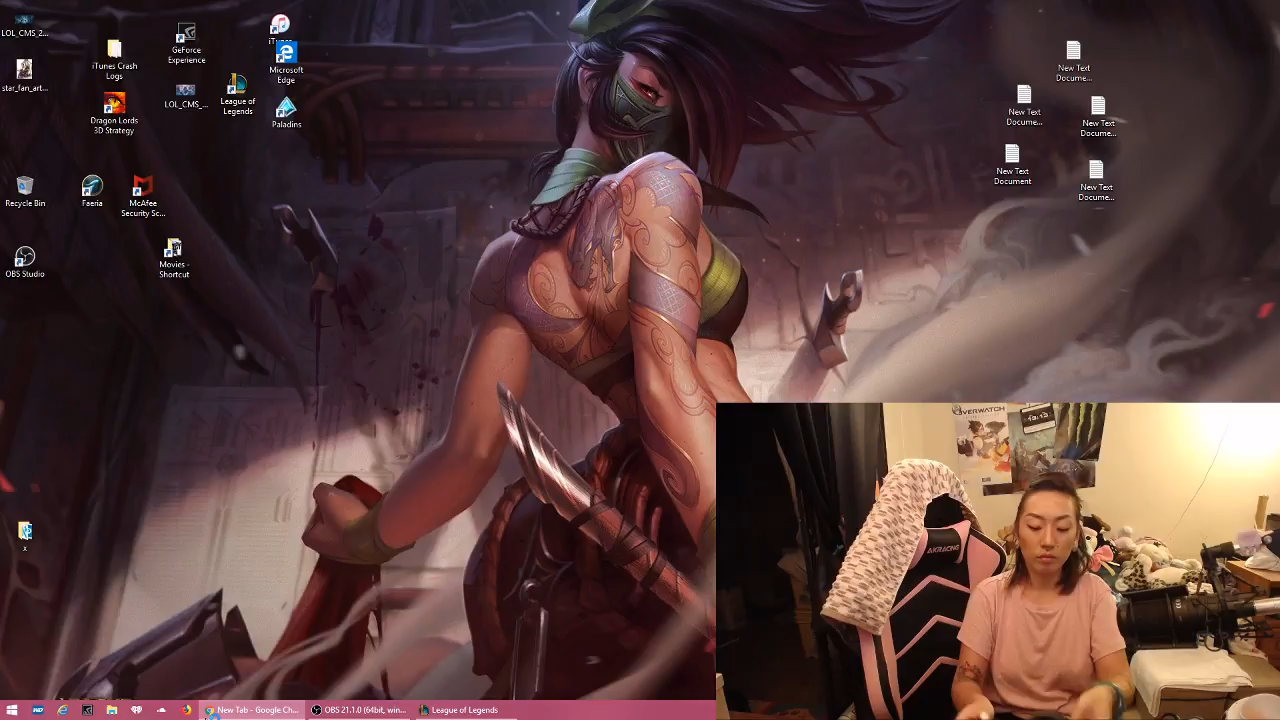 LOL_CMS_2...
star_fan_art...
iTunes Crash
Logs
Dragon Lords
3D Strategy
GeForce
Experience
LOL_CMS_...
League of
Legends
Microsoft
Edge
Paladins
Recycle Bin
Faeria
McAfee
Security Sc...
OBS Studio
Movies -
Shortcut
x
New Text
Docume...
New Text
Docume...
New Text
Docume...
New Text
Document
New Text
Docume...
OVERWATCH
AKRACING
New Tab - Google Ch...
OBS 21.1.0 (64bit, win...
League of Legends